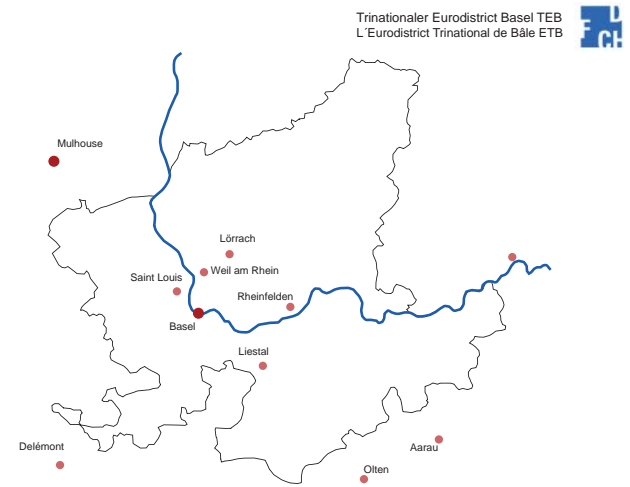 Trinationaler Eurodistrict Basel TEB
L´Eurodistrict Trinational de Bâle ETB
F D CH
Mulhouse
Lörrach
Weil am Rhein
Saint Louis
Rheinfelden
Basel
Liestal
Delémont
Aarau
Olten